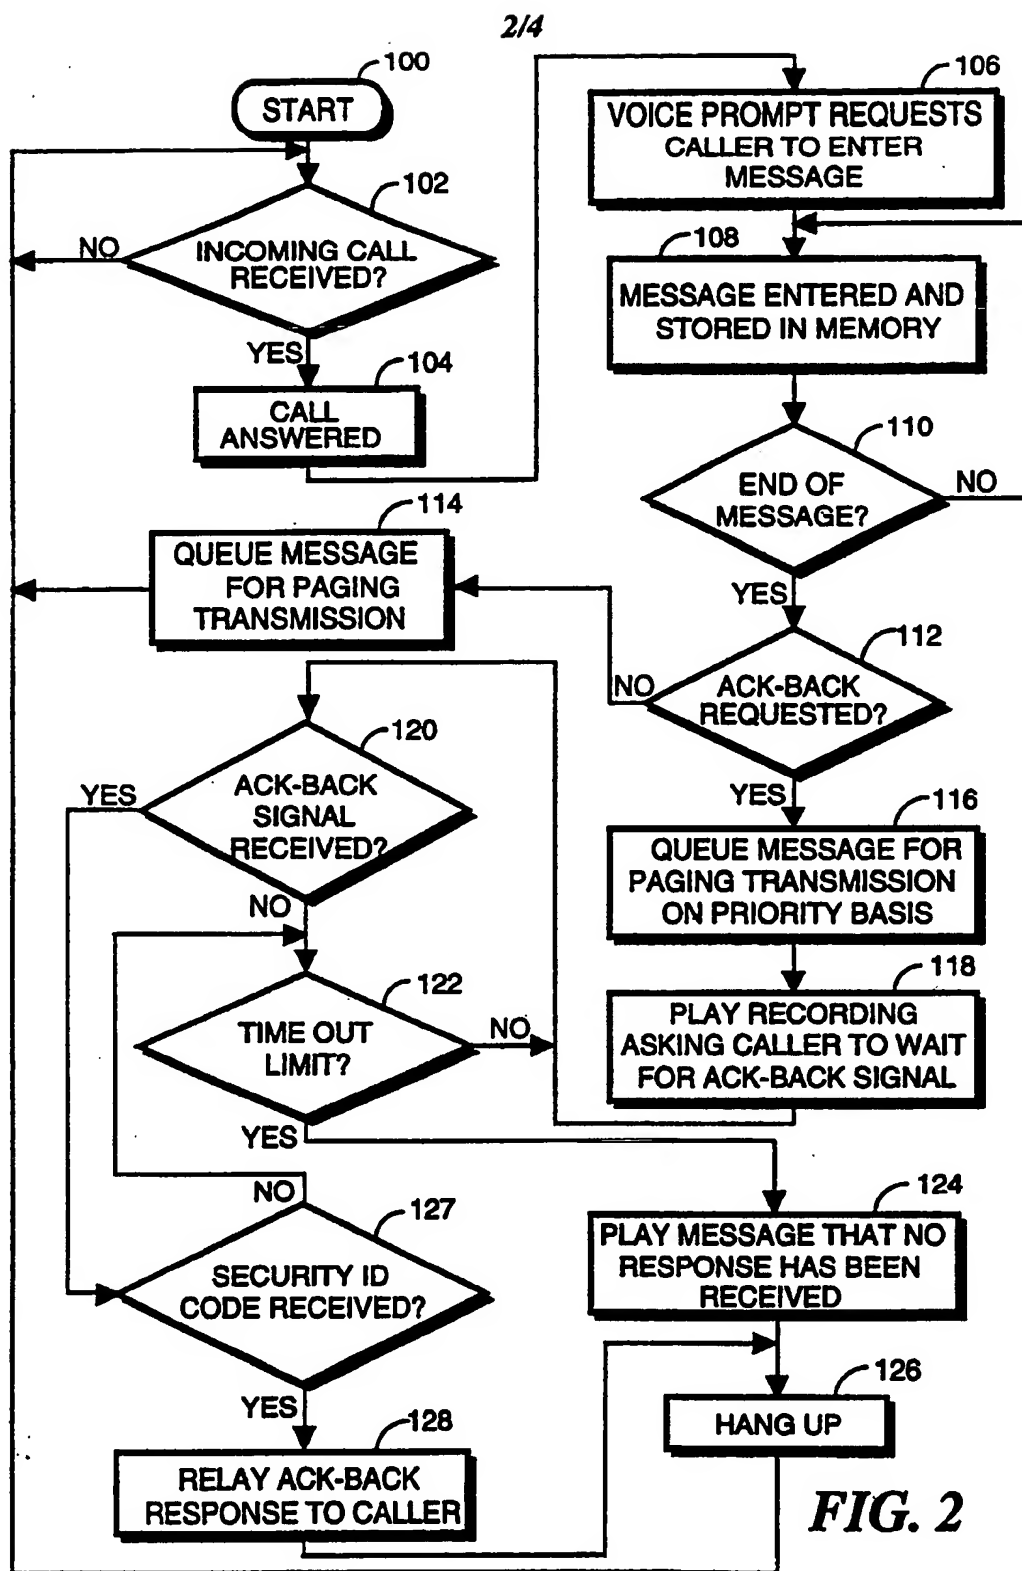 2/4
100
START
102
INCOMING CALL
RECEIVED?
NO
YES
104
CALL
ANSWERED
106
VOICE PROMPT REQUESTS
CALLER TO ENTER
MESSAGE
108
MESSAGE ENTERED AND
STORED IN MEMORY
110
END OF
MESSAGE?
NO
YES
112
ACK-BACK
REQUESTED?
NO
YES
114
QUEUE MESSAGE
FOR PAGING
TRANSMISSION
116
QUEUE MESSAGE FOR
PAGING TRANSMISSION
ON PRIORITY BASIS
118
PLAY RECORDING
ASKING CALLER TO WAIT
FOR ACK-BACK SIGNAL
120
ACK-BACK
SIGNAL
RECEIVED?
YES
NO
122
TIME OUT
LIMIT?
NO
YES
124
PLAY MESSAGE THAT NO
RESPONSE HAS BEEN
RECEIVED
126
HANG UP
127
SECURITY ID
CODE RECEIVED?
NO
YES
128
RELAY ACK-BACK
RESPONSE TO CALLER
FIG. 2